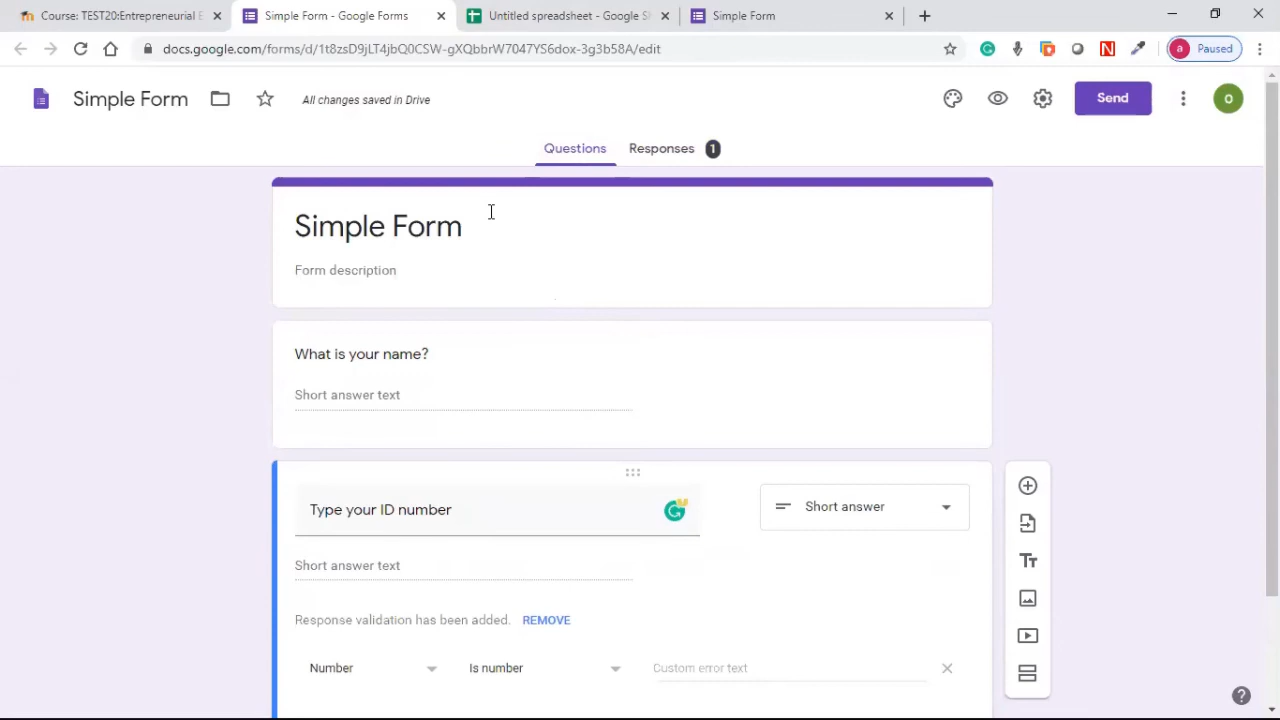 Course: TEST20:Entrepreneurial E
Simple Form - Google Forms
Untitled spreadsheet - Google S
Simple Form
docs.google.com/forms/d/1t8zsD9jLT4jbQ0CSW-gXQbbrW7047YS6dox-3g3b58A/edit
N
a
Paused
Simple Form
All changes saved in Drive
Send
O
Questions
Responses
1
Simple Form
Form description
What is your name?
Short answer text
Type your ID number
Short answer
Short answer text
Response validation has been added.
REMOVE
Number
Is number
Custom error text
Tт